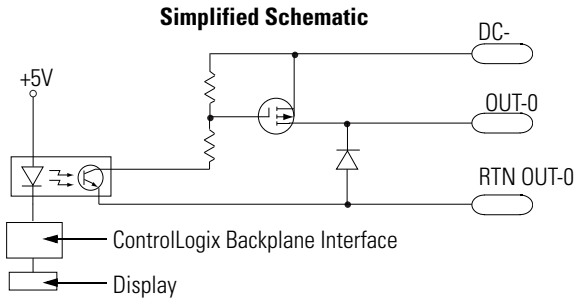 Simplified Schematic
DC-
+5V
OUT-0
RTN OUT-0
ControlLogix Backplane Interface
Display